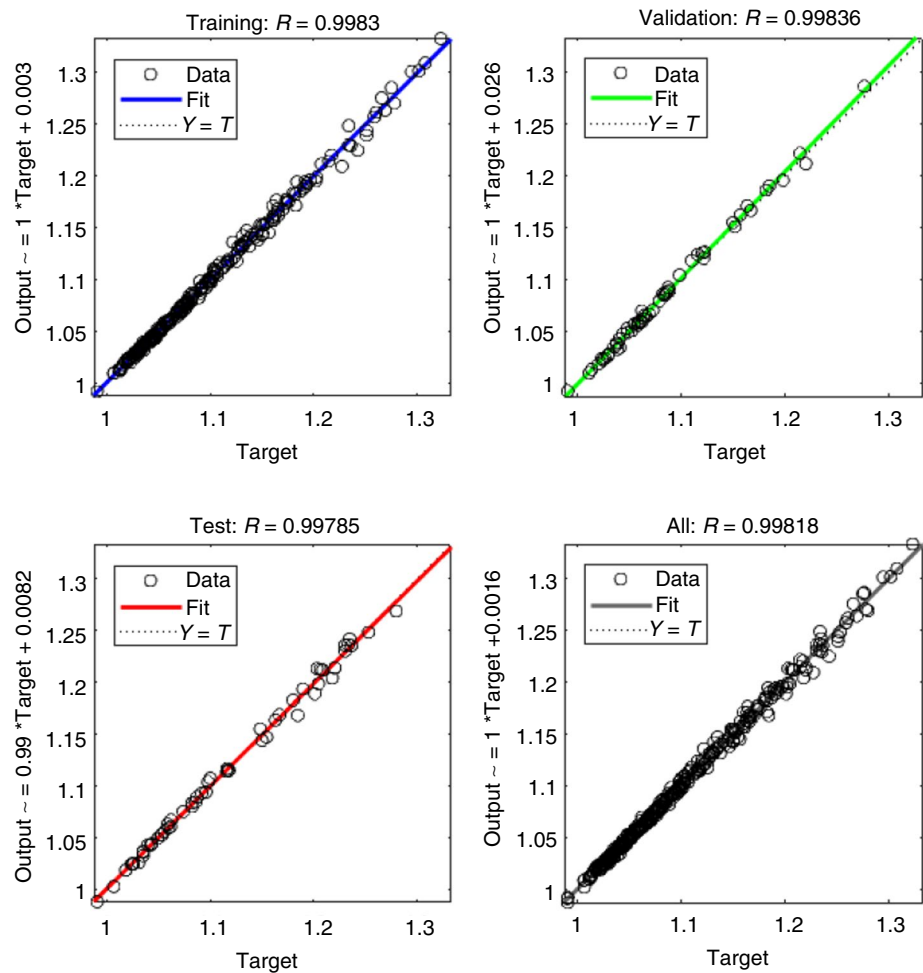 Training: R = 0.9983
Output ~ = 1 *Target + 0.003
1.3
1.25
1.2
1.15
1.1
1.05
1
Data
Fit
Y = T
1
1.1
1.2
1.3
Target
Validation: R = 0.99836
Output ~ = 1 *Target + 0.026
1.3
1.25
1.2
1.15
1.1
1.05
1
Data
Fit
Y = T
1
1.1
1.2
1.3
Target
Test: R = 0.99785
Output ~ = 0.99 *Target + 0.0082
1.3
1.25
1.2
1.15
1.1
1.05
1
Data
Fit
Y = T
1
1.1
1.2
1.3
Target
All: R = 0.99818
Output ~ = 1 *Target +0.0016
1.3
1.25
1.2
1.15
1.1
1.05
1
Data
Fit
Y = T
1
1.1
1.2
1.3
Target